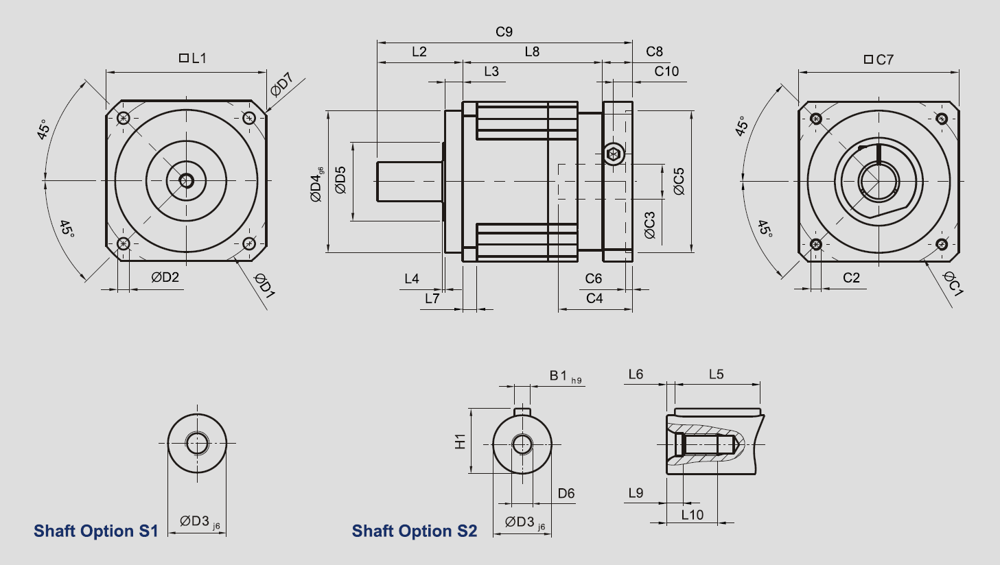 C9
L2 L8 C8
□ L1
L3 C10
□ C7
ØD7
45°
45°
ØD4 g6
ØD5
ØC5
ØC3
45°
45°
L4
L7
C6
C4
ØD2
ØD1
C2
ØC1
B1 h9
L6 L5
H1
D6
L9
L10
ØD3 j6
ØD3 j6
Shaft Option S1
Shaft Option S2